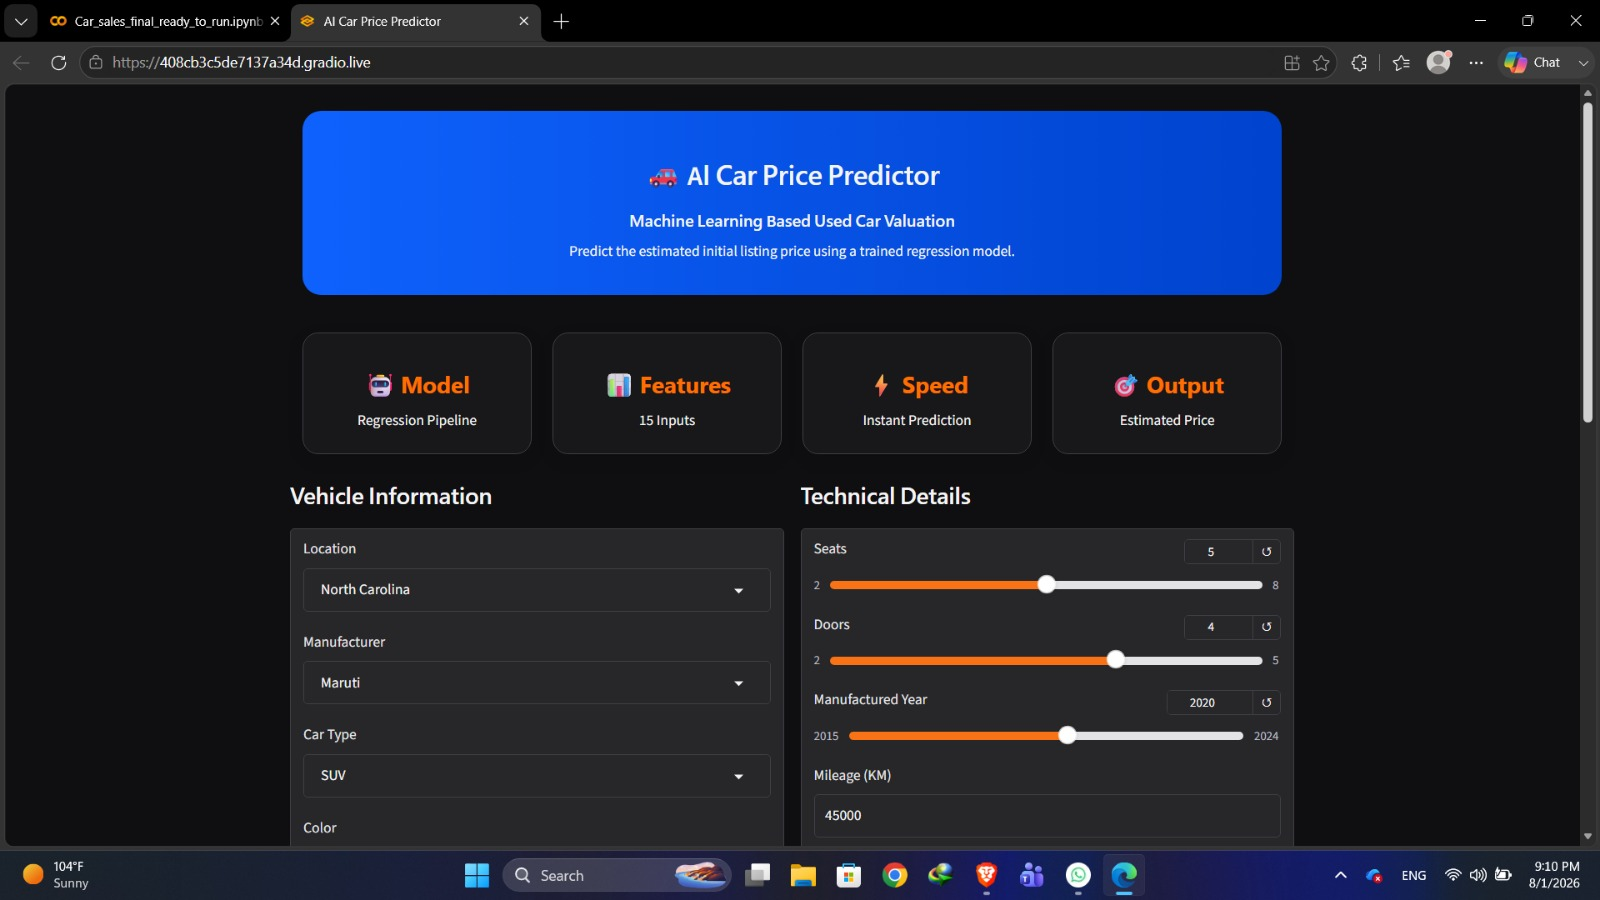 Car_sales_final_ready_to_run.ipynb
AI Car Price Predictor
https://408cb3c5de7137a34d.gradio.live
Chat
AI Car Price Predictor
Machine Learning Based Used Car Valuation
Predict the estimated initial listing price using a trained regression model.
Model
Regression Pipeline
Features
15 Inputs
Speed
Instant Prediction
Output
Estimated Price
Vehicle Information
Location
North Carolina
Manufacturer
Maruti
Car Type
SUV
Color
Technical Details
Seats
5
2
8
Doors
4
2
5
Manufactured Year
2020
2015
2024
Mileage (KM)
45000
104°F
Sunny
Search
ENG
9:10 PM
8/1/2026